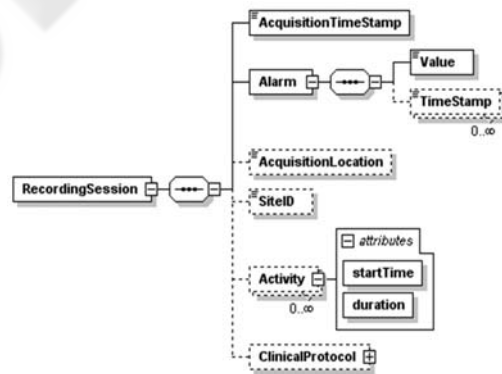 AcquisitionTimeStamp
Value
Alarm
TimeStamp
0..∞
AcquisitionLocation
RecordingSession
SiteID
attributes
startTime
Activity
0..∞
duration
ClinicalProtocol